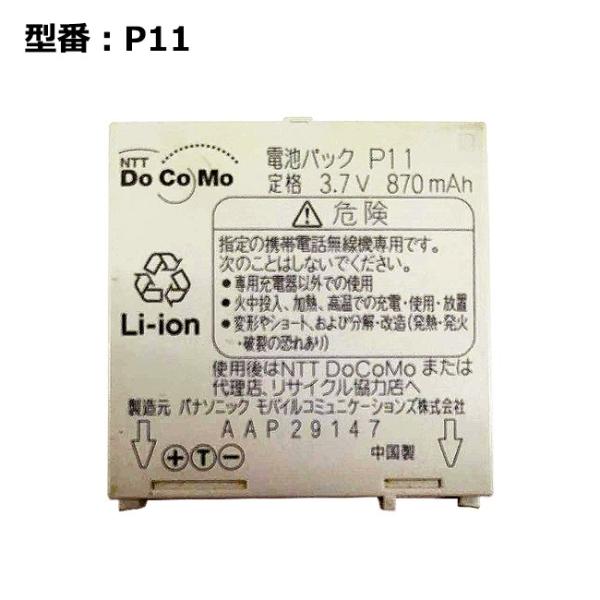 型番：P11
NTT
DoCoMo
電池パック P11
定格 3.7V 870mAh
⚠危険
指定の携帯電話無線機専用です。
次のことはしないでください。
●専用充電器以外での使用
●火中投入、加熱、高温での充電・使用・放置
●変形やショート、および分解・改造(発熱・発火
・破裂の恐れあり)
Li-ion
使用後はNTT DoCoMoまたは
代理店、リサイクル協力店へ
製造元 パナソニック モバイルコミュニケーションズ株式会社
AAP29147
+ T −
中国製